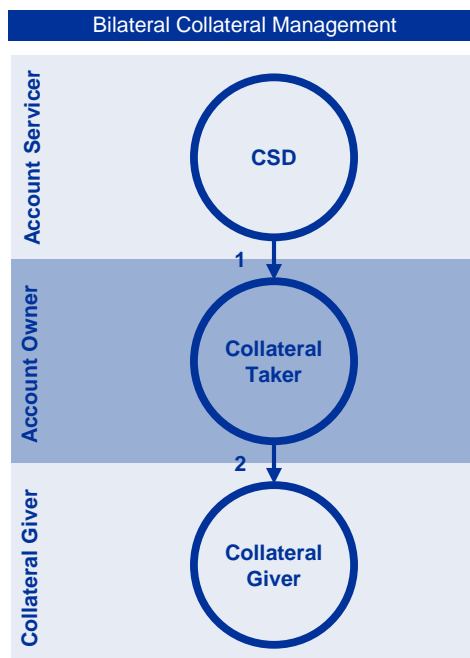 Bilateral Collateral Management
Account Servicer
CSD
1
Account Owner
Collateral
Taker
2
Collateral Giver
Collateral
Giver